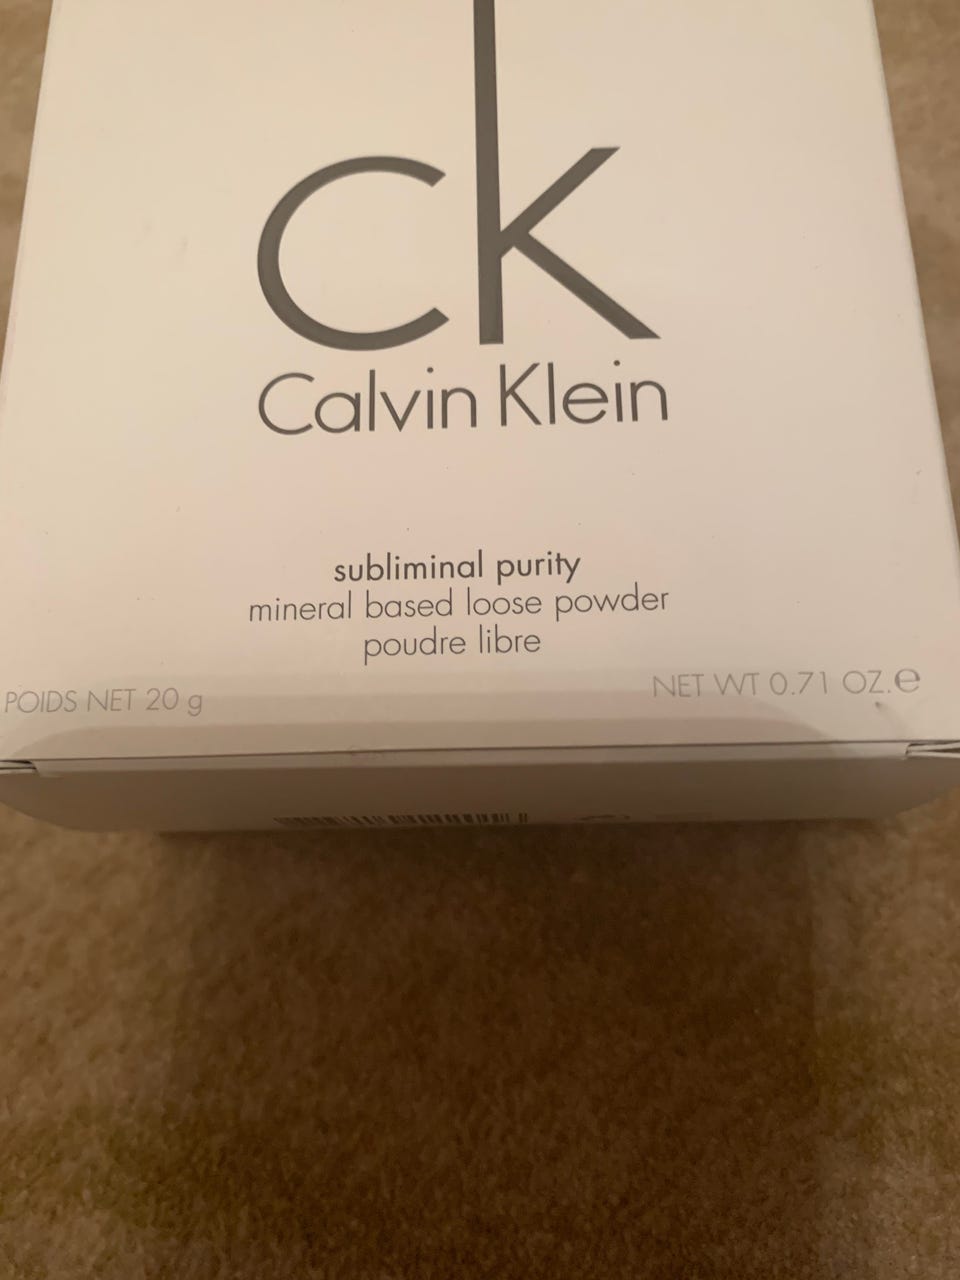 ck
Calvin Klein
subliminal purity
mineral based loose powder
poudre libre
POIDS NET 20 g
NET WT 0.71 OZ.℮